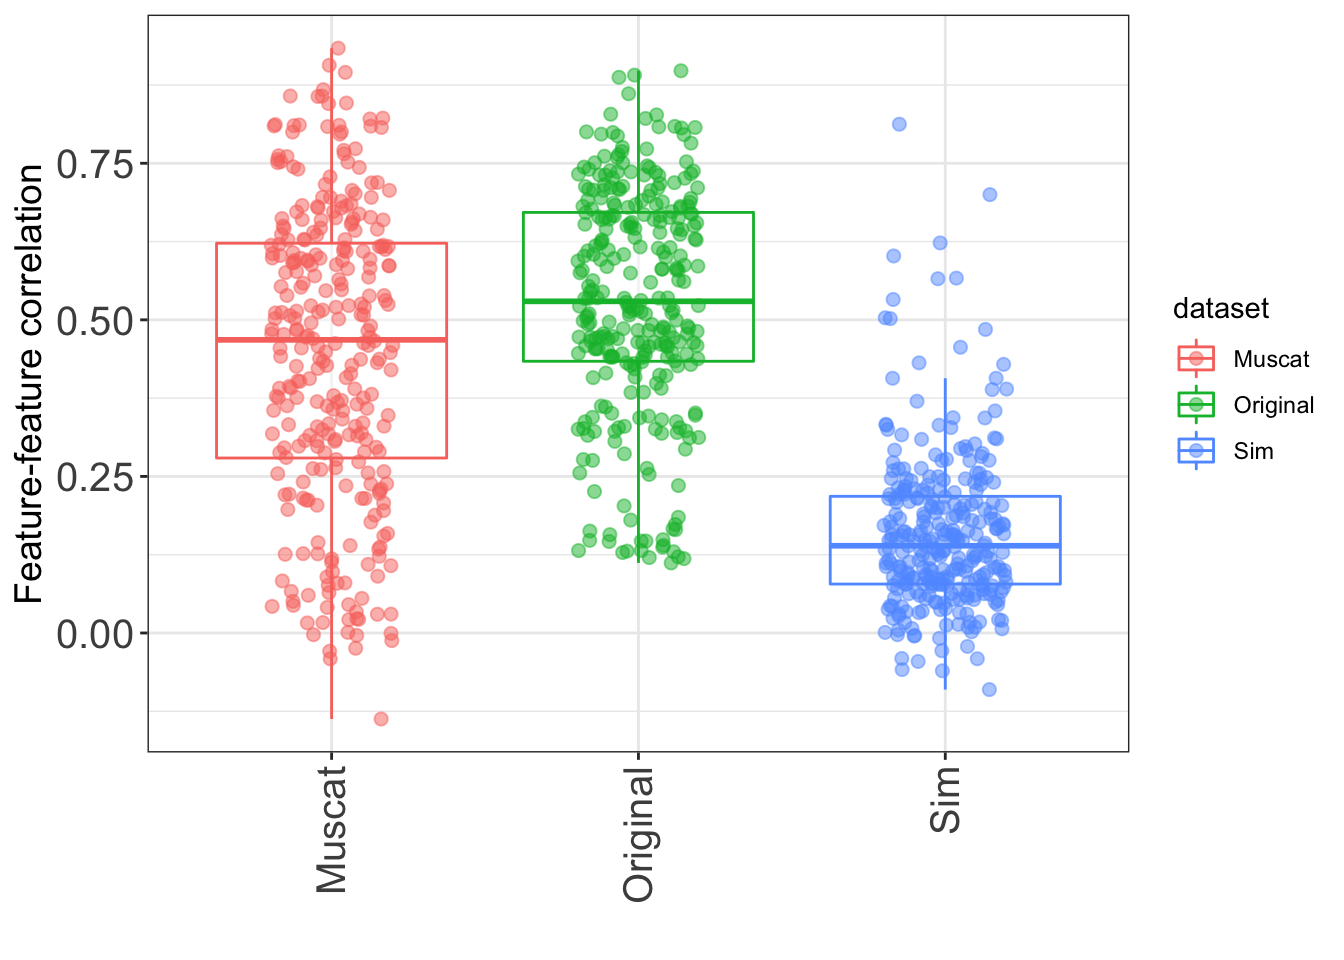 Feature-feature correlation
0.75
0.50
0.25
0.00
Muscat
Original
Sim
dataset
Muscat
Original
Sim